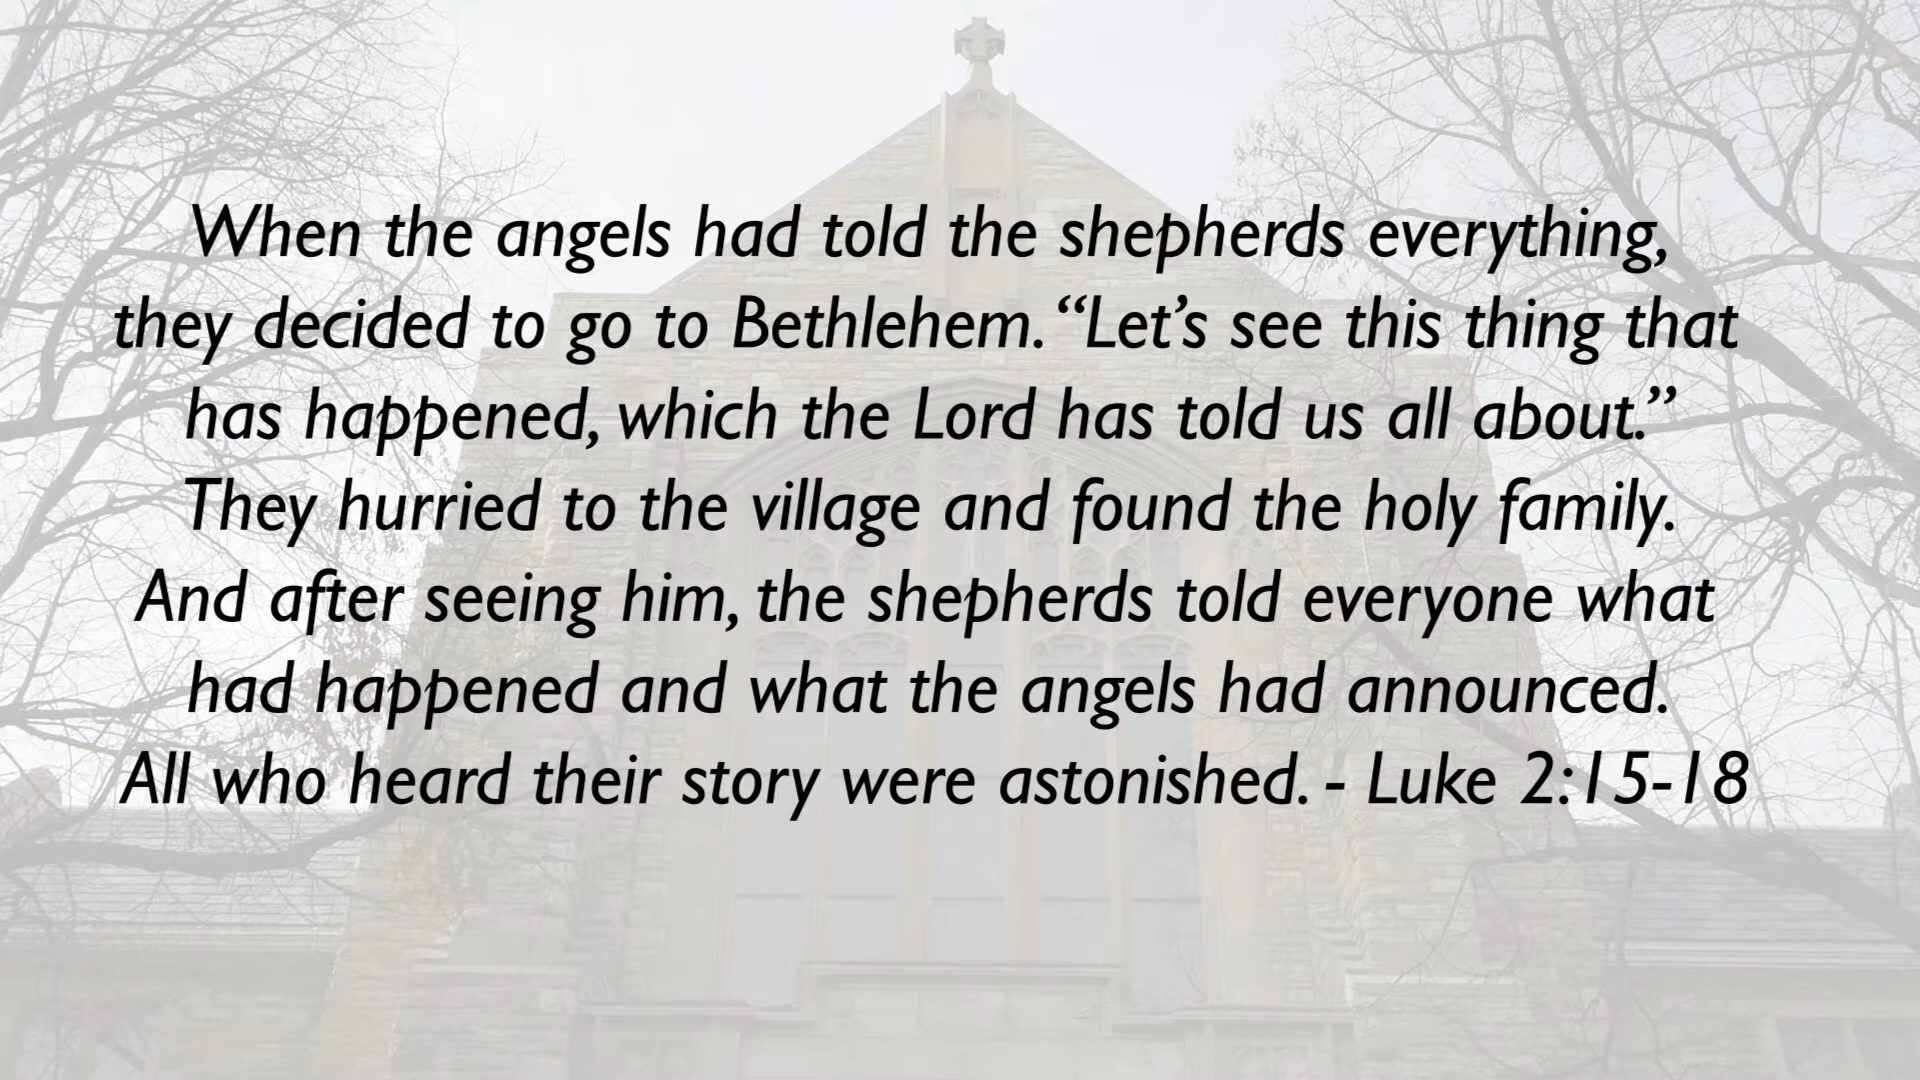 When the angels had told the shepherds everything,
they decided to go to Bethlehem. “Let’s see this thing that
has happened, which the Lord has told us all about.”
They hurried to the village and found the holy family.
And after seeing him, the shepherds told everyone what
had happened and what the angels had announced.
All who heard their story were astonished. - Luke 2:15-18